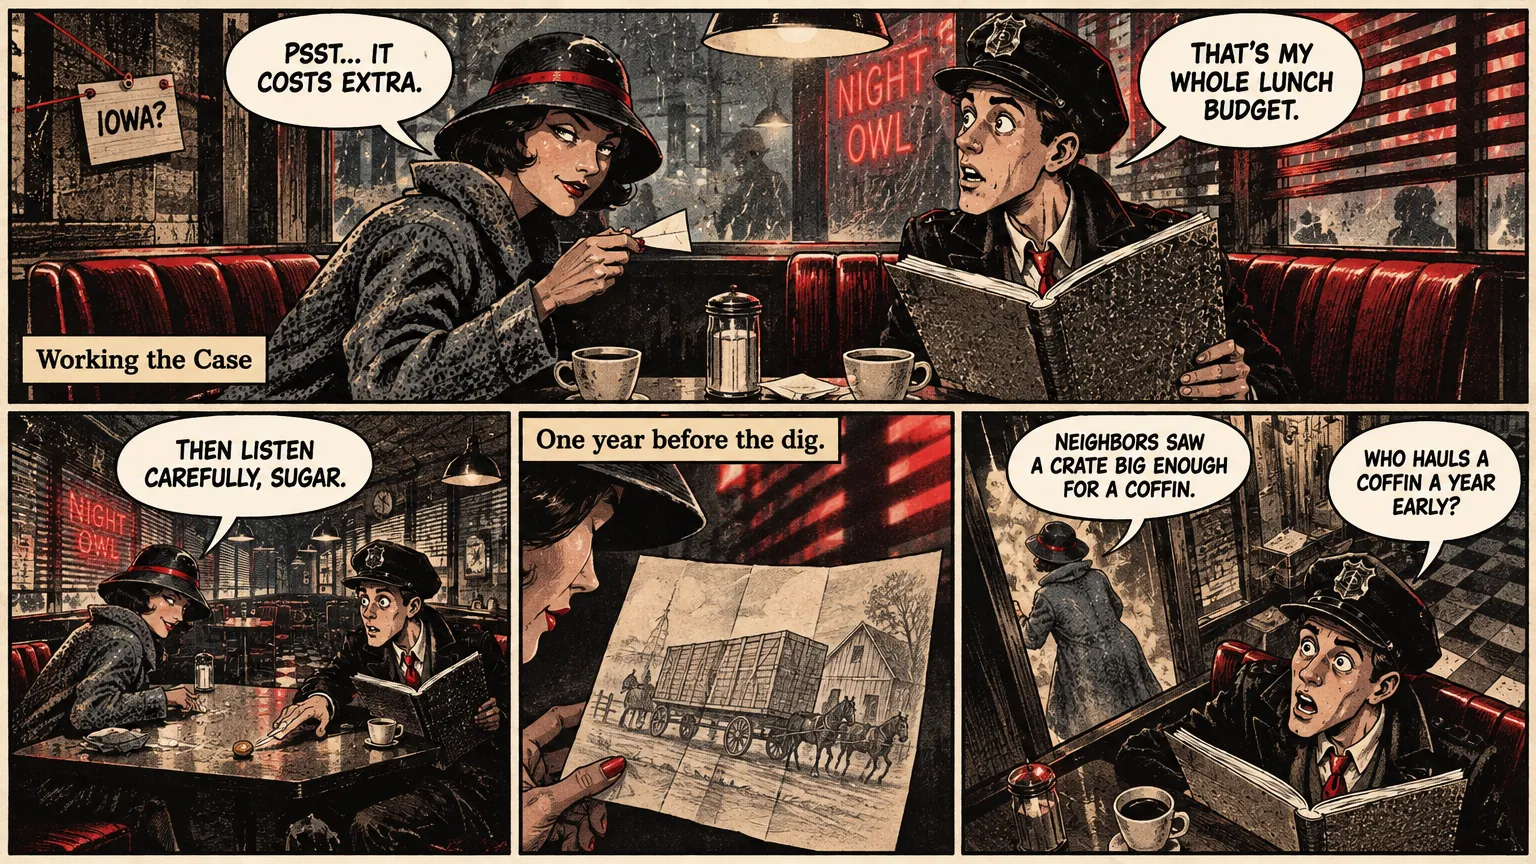 IOWA?
PSST... IT
COSTS EXTRA.
NIGHT
OWL
THAT'S MY
WHOLE LUNCH
BUDGET.
Working the Case
THEN LISTEN
CAREFULLY, SUGAR.
NIGHT
OWL
One year before the dig.
NEIGHBORS SAW
A CRATE BIG ENOUGH
FOR A COFFIN.
WHO HAULS A
COFFIN A YEAR
EARLY?